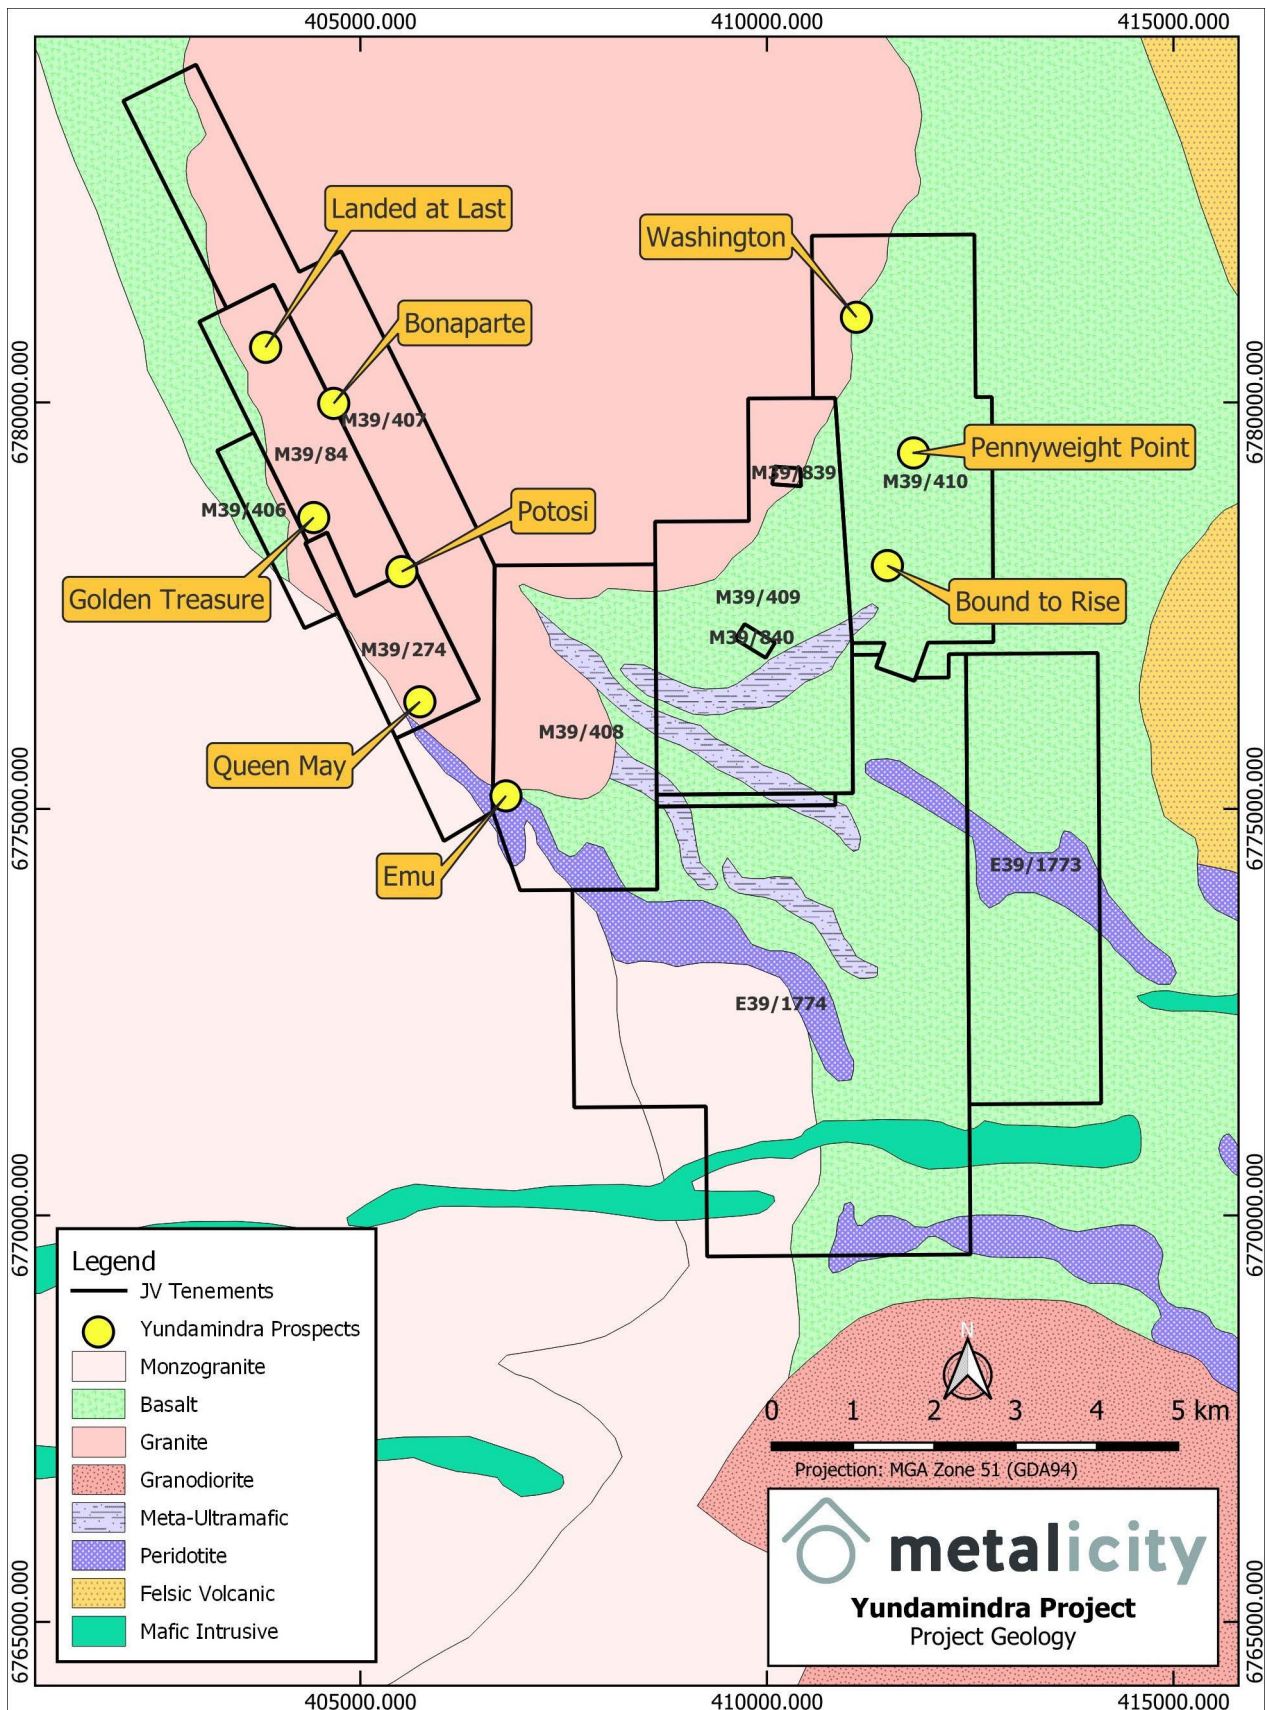 405000.000
410000.000
415000.000
Landed at Last
Washington
Bonaparte
6780000.000
6780000.000
M39/407
Pennyweight Point
M39/84
M39/839
M39/410
M39/406
Potosi
Golden Treasure
M39/409
Bound to Rise
M39/840
M39/274
M39/408
Queen May
6775000.000
6775000.000
Emu
E39/1773
E39/1774
6770000.000
6770000.000
Legend
JV Tenements
Yundamindra Prospects
Monzogranite
Basalt
Granite
Granodiorite
Meta-Ultramafic
Peridotite
Felsic Volcanic
Mafic Intrusive
N
0 1 2 3 4 5 km
Projection: MGA Zone 51 (GDA94)
metalicity
Yundamindra Project
Project Geology
6765000.000
6765000.000
405000.000
410000.000
415000.000